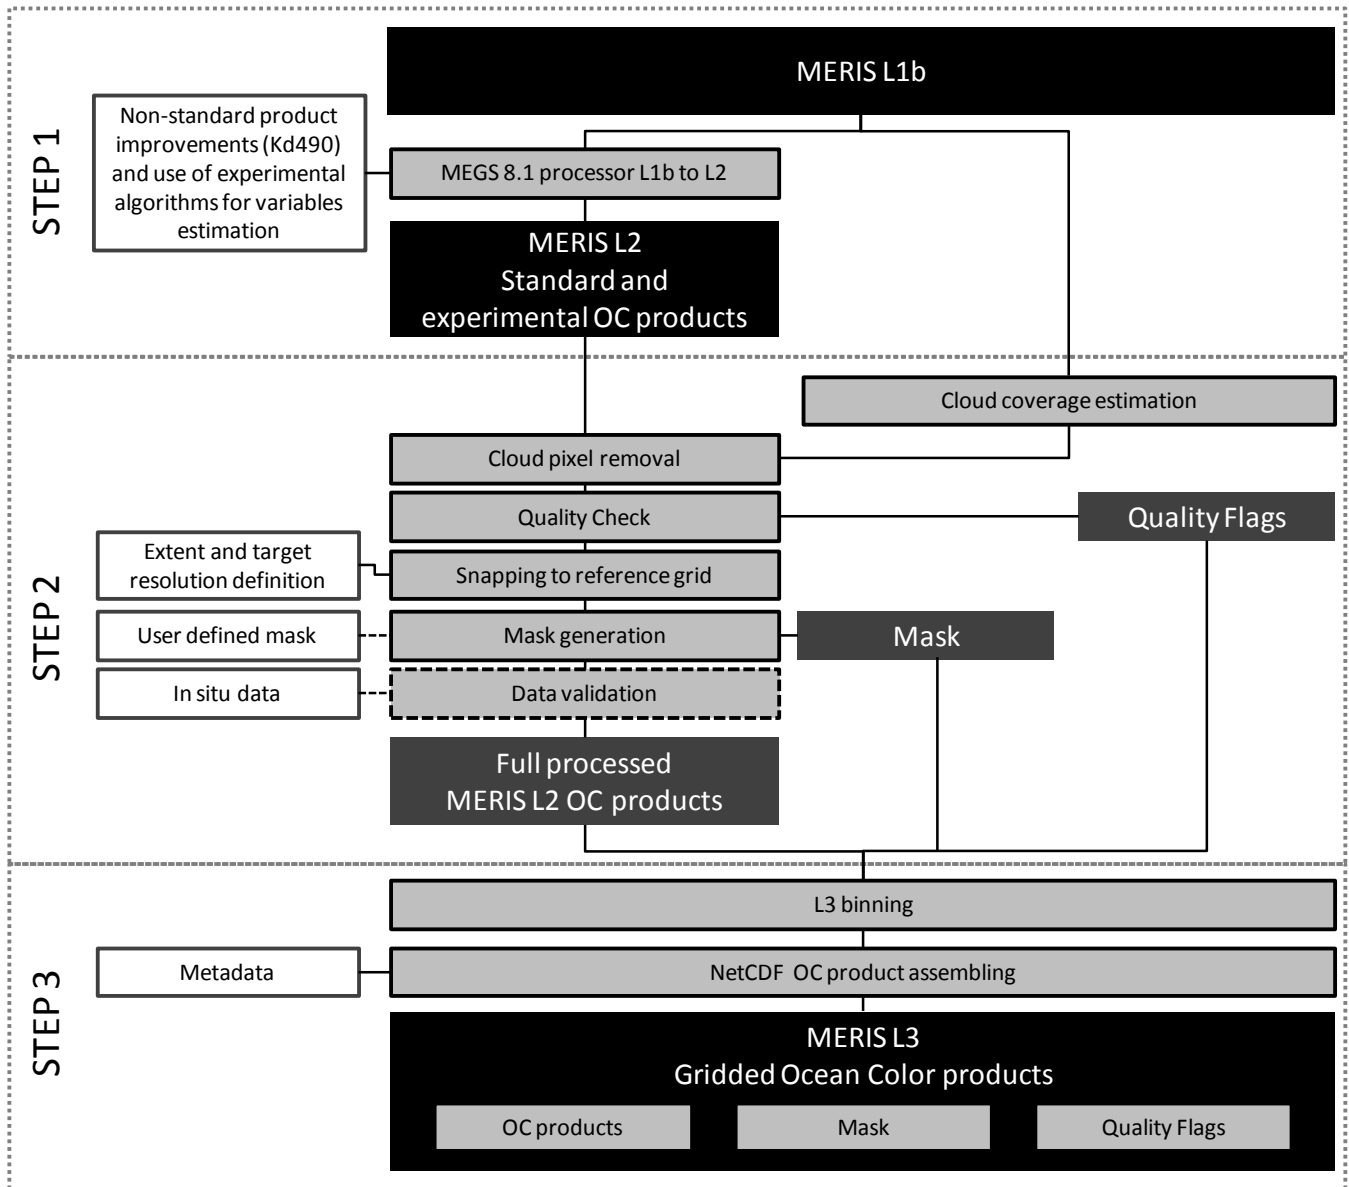 STEP 1
MERIS L1b
Non-standard product
improvements (Kd490)
and use of experimental
algorithms for variables
estimation
MEGS 8.1 processor L1b to L2
MERIS L2
Standard and
experimental OC products
STEP 2
Cloud coverage estimation
Cloud pixel removal
Quality Check
Quality Flags
Extent and target
resolution definition
Snapping to reference grid
User defined mask
Mask generation
Mask
In situ data
Data validation
Full processed
MERIS L2 OC products
STEP 3
L3 binning
Metadata
NetCDF OC product assembling
MERIS L3
Gridded Ocean Color products
OC products
Mask
Quality Flags